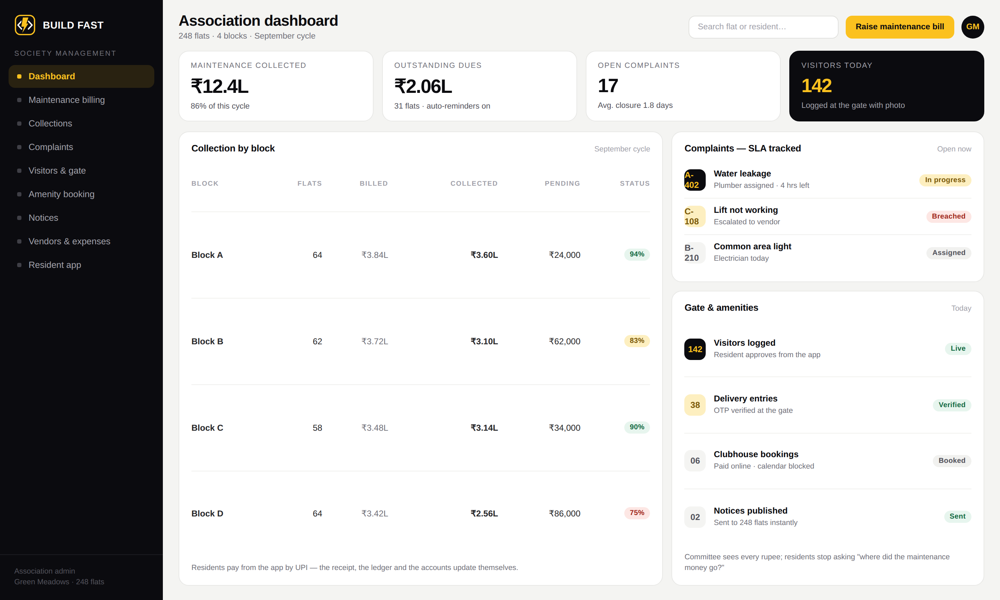 BUILD FAST
SOCIETY MANAGEMENT
Dashboard
Maintenance billing
Collections
Complaints
Visitors & gate
Amenity booking
Notices
Vendors & expenses
Resident app
Association admin
Green Meadows · 248 flats
Association dashboard
248 flats · 4 blocks · September cycle
Search flat or resident…
Raise maintenance bill
GM
MAINTENANCE COLLECTED
₹12.4L
86% of this cycle
OUTSTANDING DUES
₹2.06L
31 flats · auto-reminders on
OPEN COMPLAINTS
17
Avg. closure 1.8 days
VISITORS TODAY
142
Logged at the gate with photo
Collection by block
September cycle
BLOCK FLATS BILLED COLLECTED PENDING STATUS
Block A 64 ₹3.84L ₹3.60L ₹24,000 94%
Block B 62 ₹3.72L ₹3.10L ₹62,000 83%
Block C 58 ₹3.48L ₹3.14L ₹34,000 90%
Block D 64 ₹3.42L ₹2.56L ₹86,000 75%
Residents pay from the app by UPI — the receipt, the ledger and the accounts update themselves.
Complaints — SLA tracked
Open now
A-
402
Water leakage
Plumber assigned · 4 hrs left
In progress
C-
108
Lift not working
Escalated to vendor
Breached
B-
210
Common area light
Electrician today
Assigned
Gate & amenities
Today
142
Visitors logged
Resident approves from the app
Live
38
Delivery entries
OTP verified at the gate
Verified
06
Clubhouse bookings
Paid online · calendar blocked
Booked
02
Notices published
Sent to 248 flats instantly
Sent
Committee sees every rupee; residents stop asking "where did the maintenance
money go?"